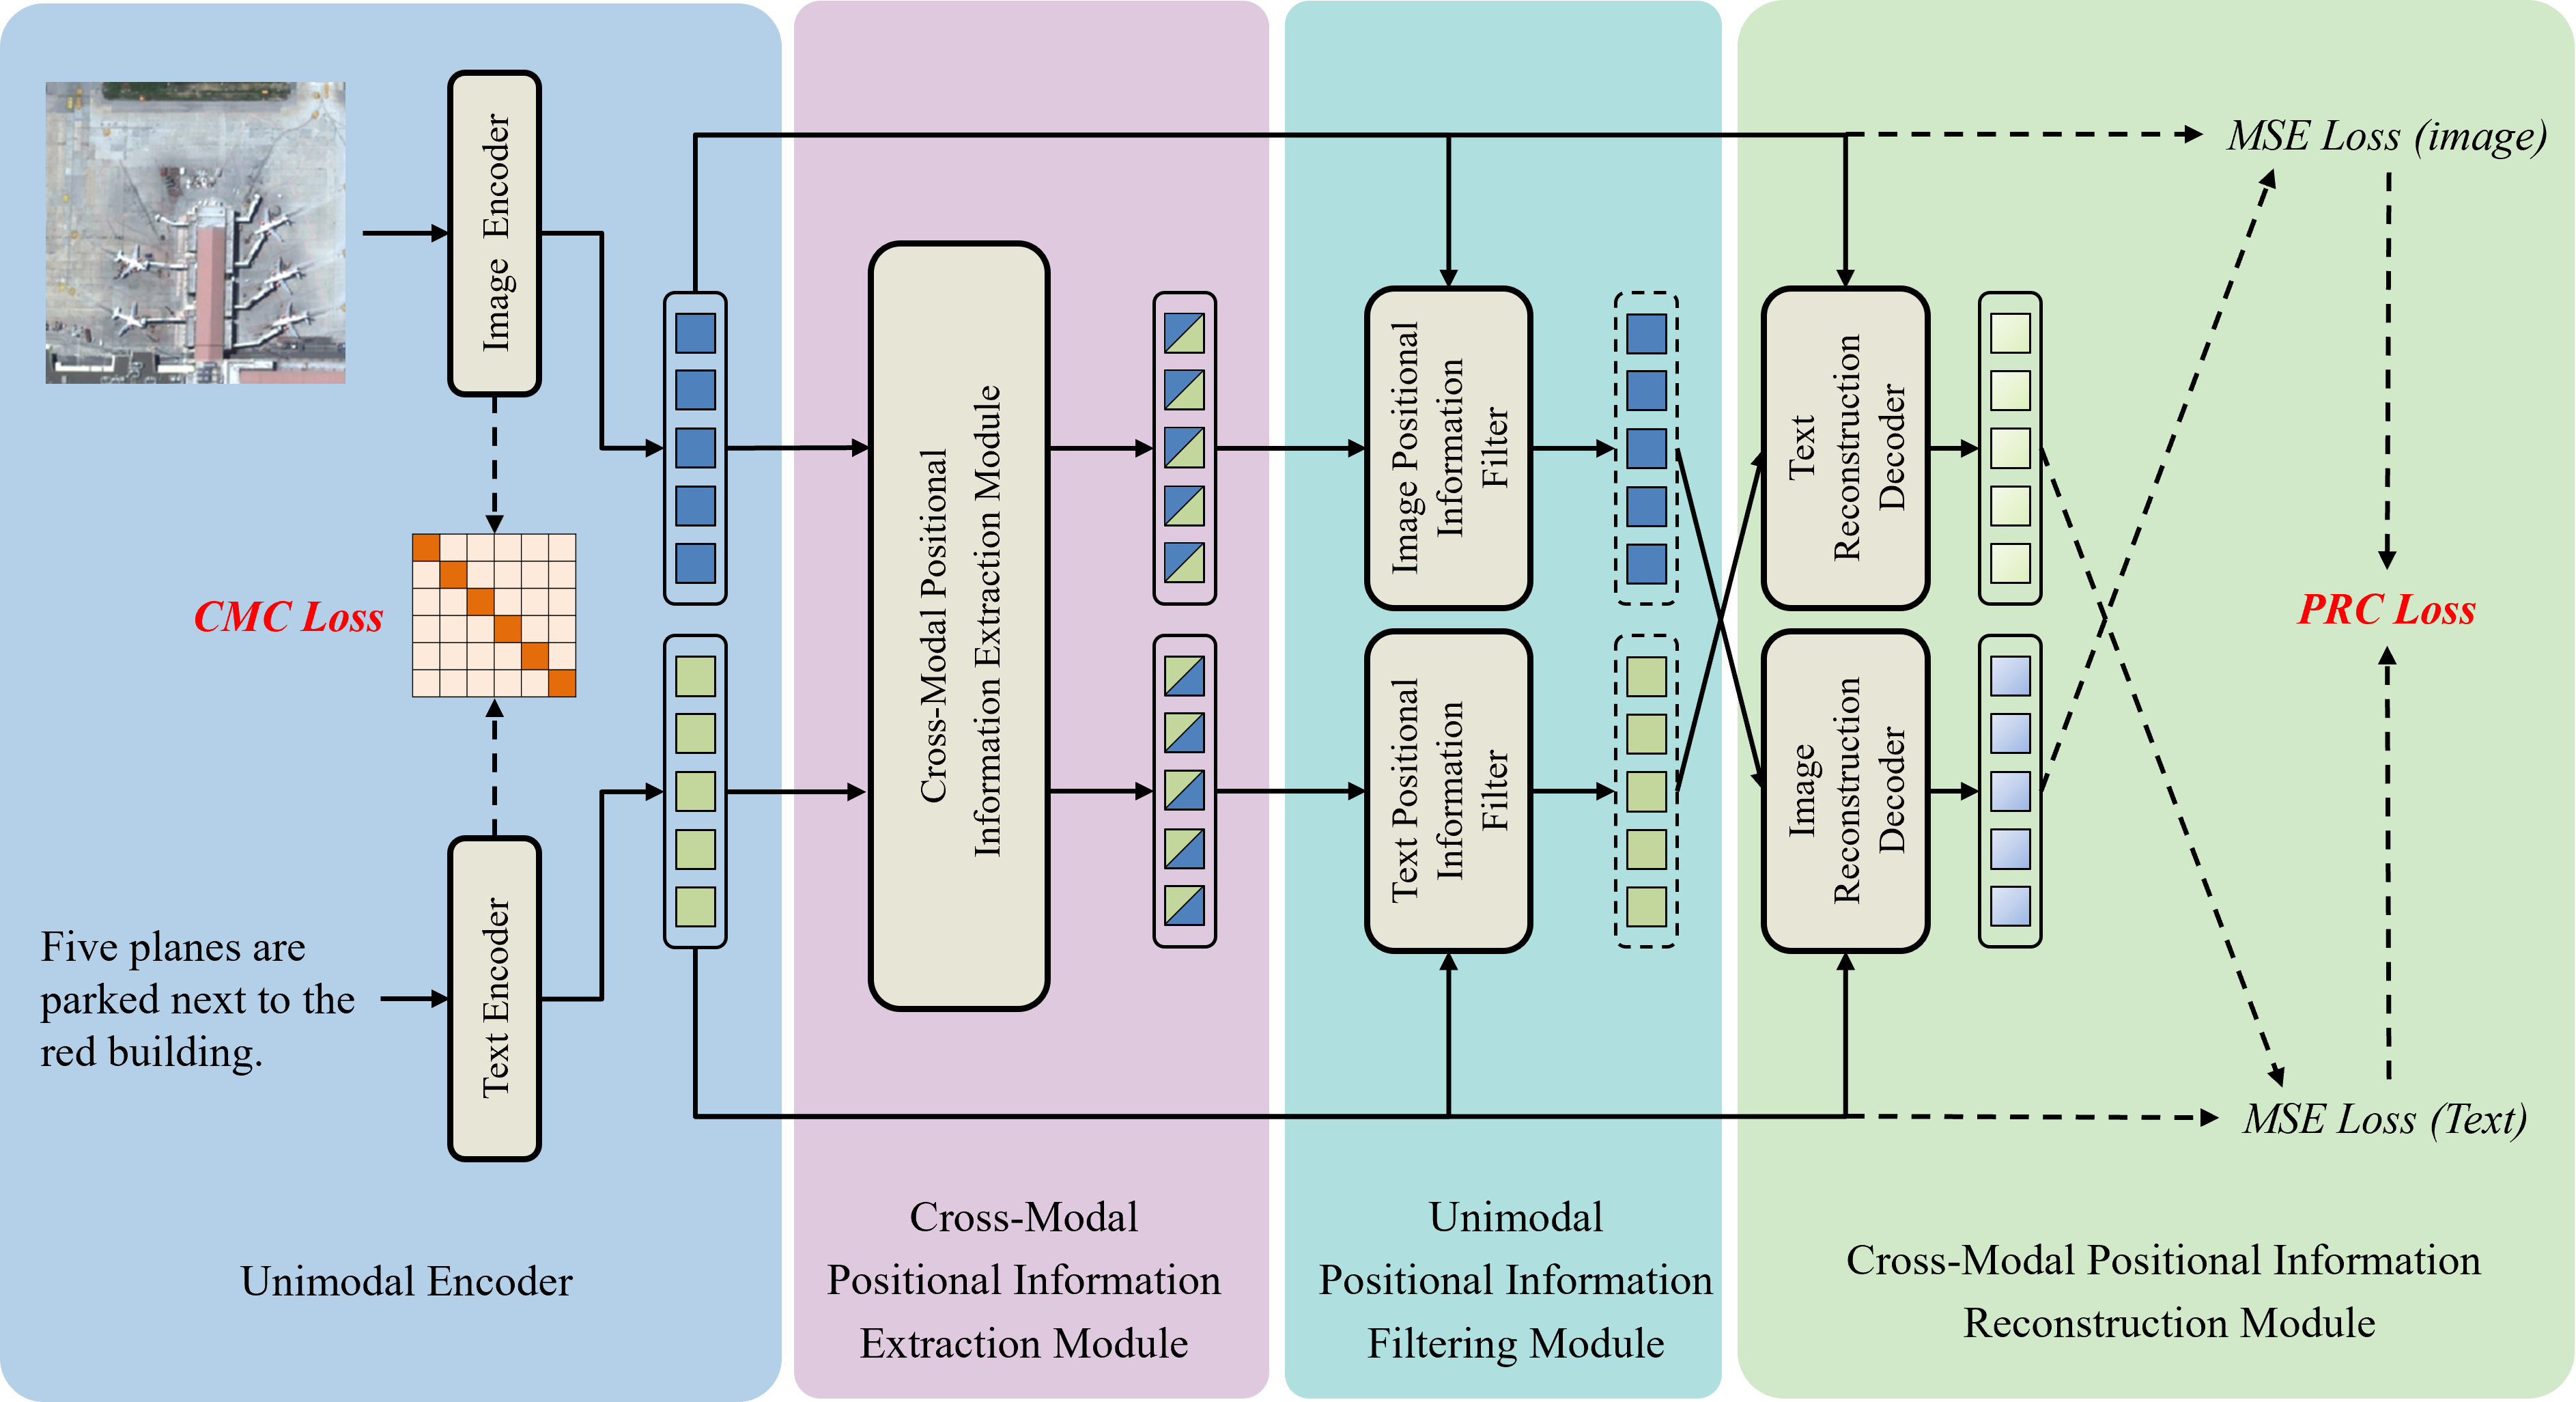 Image Encoder
CMC Loss
Five planes are
parked next to the
red building.
Text Encoder
Unimodal Encoder
Cross-Modal Positional
Information Extraction Module
Cross-Modal
Positional Information
Extraction Module
Image Positional
Information
Filter
Text Positional
Information
Filter
Unimodal
Positional Information
Filtering Module
Text
Reconstruction
Decoder
Image
Reconstruction
Decoder
MSE Loss (image)
PRC Loss
MSE Loss (Text)
Cross-Modal Positional Information
Reconstruction Module